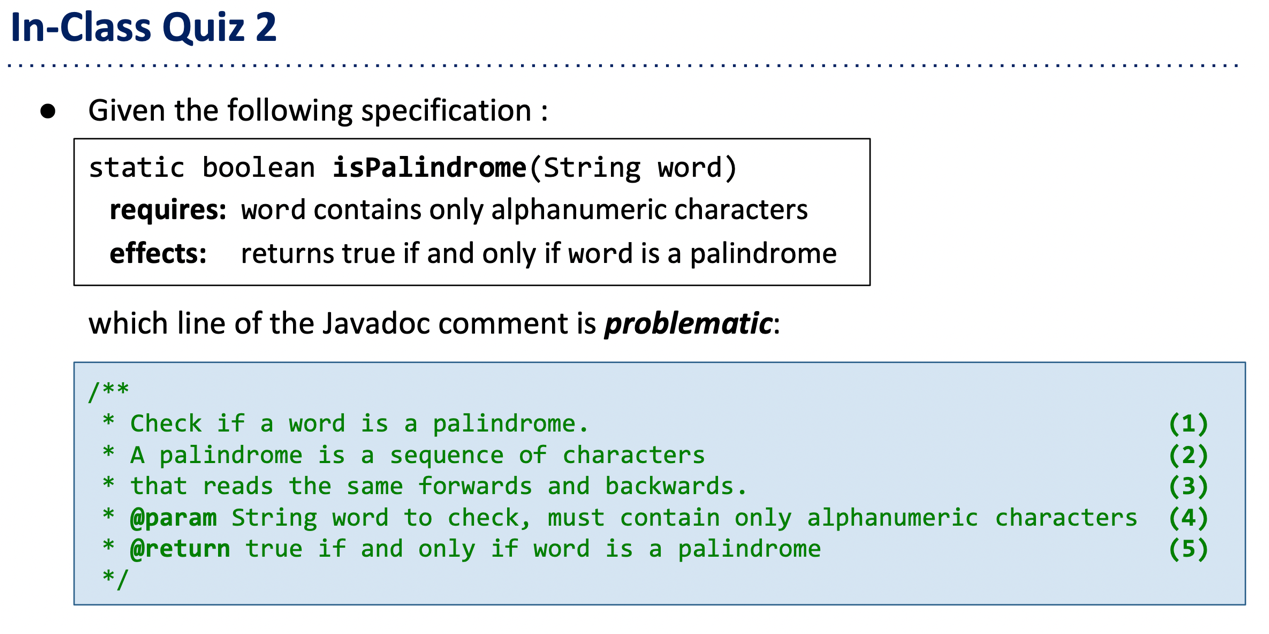 In-Class Quiz 2
● Given the following specification :
static boolean isPalindrome(String word)
requires: word contains only alphanumeric characters
effects: returns true if and only if word is a palindrome
which line of the Javadoc comment is problematic:
/**
* Check if a word is a palindrome. (1)
* A palindrome is a sequence of characters (2)
* that reads the same forwards and backwards. (3)
* @param String word to check, must contain only alphanumeric characters (4)
* @return true if and only if word is a palindrome (5)
*/